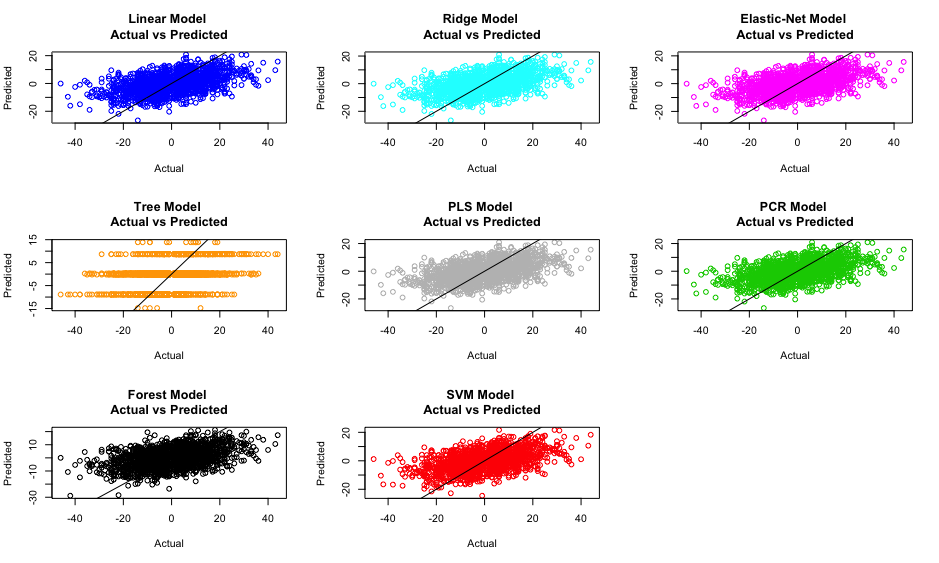 Linear Model
Actual vs Predicted
Predicted
20
0
-20
-40
-20
0
20
40
Actual
Ridge Model
Actual vs Predicted
Predicted
20
0
-20
-40
-20
0
20
40
Actual
Elastic-Net Model
Actual vs Predicted
Predicted
20
0
-20
-40
-20
0
20
40
Actual
Tree Model
Actual vs Predicted
Predicted
15
5
-5
-15
-40
-20
0
20
40
Actual
PLS Model
Actual vs Predicted
Predicted
20
0
-20
-40
-20
0
20
40
Actual
PCR Model
Actual vs Predicted
Predicted
20
0
-20
-40
-20
0
20
40
Actual
Forest Model
Actual vs Predicted
Predicted
10
-10
-30
-40
-20
0
20
40
Actual
SVM Model
Actual vs Predicted
Predicted
20
0
-20
-40
-20
0
20
40
Actual